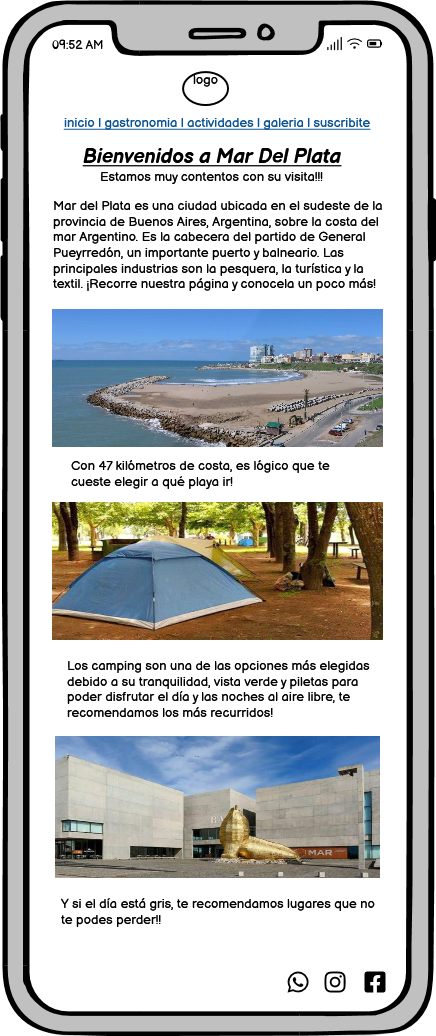 09:52 AM
logo
inicio | gastronomia | actividades | galeria | suscribite
Bienvenidos a Mar Del Plata
Estamos muy contentos con su visita!!!
Mar del Plata es una ciudad ubicada en el sudeste de la
provincia de Buenos Aires, Argentina, sobre la costa del
mar Argentino. Es la cabecera del partido de General
Pueyrredón, un importante puerto y balneario. Las
principales industrias son la pesquera, la turística y la
textil. ¡Recorre nuestra página y conocela un poco más!
Con 47 kilómetros de costa, es lógico que te
cueste elegir a qué playa ir!
Los camping son una de las opciones más elegidas
debido a su tranquilidad, vista verde y piletas para
poder disfrutar el día y las noches al aire libre, te
recomendamos los más recurridos!
MAR
Y si el día está gris, te recomendamos lugares que no
te podes perder!!